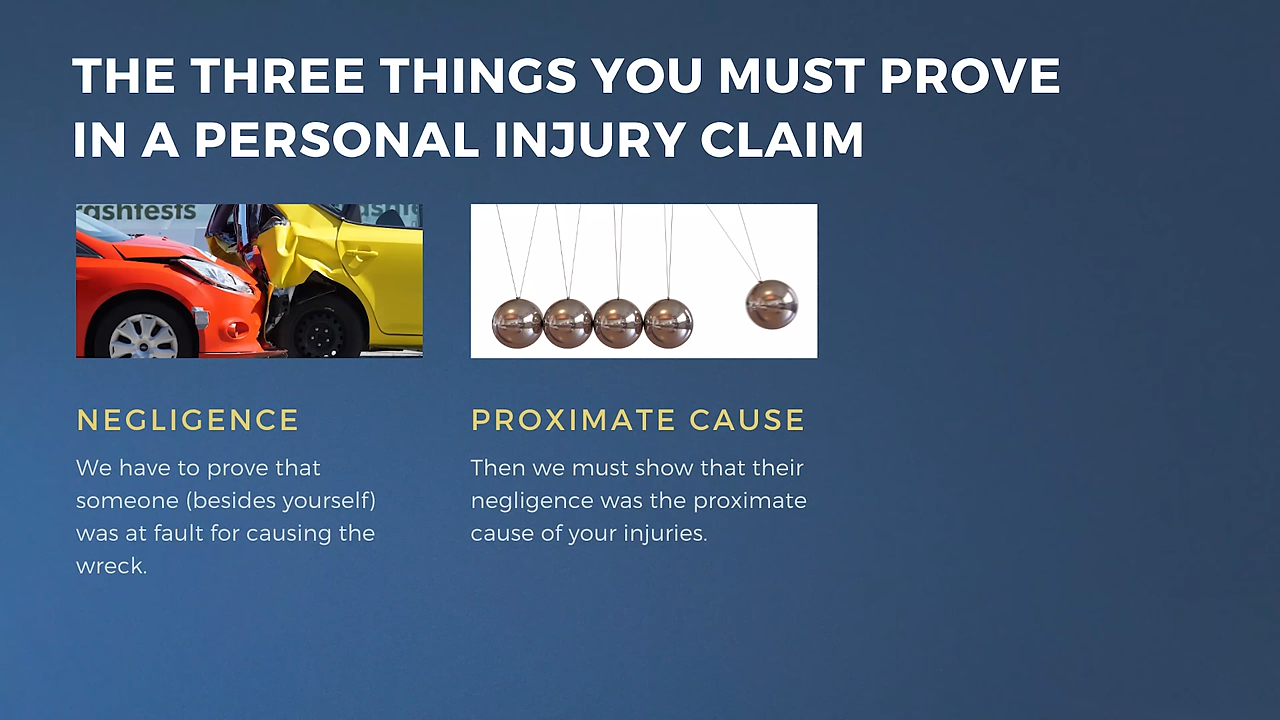 THE THREE THINGS YOU MUST PROVE
IN A PERSONAL INJURY CLAIM
rashtests
NEGLIGENCE
We have to prove that
someone (besides yourself)
was at fault for causing the
wreck.
PROXIMATE CAUSE
Then we must show that their
negligence was the proximate
cause of your injuries.